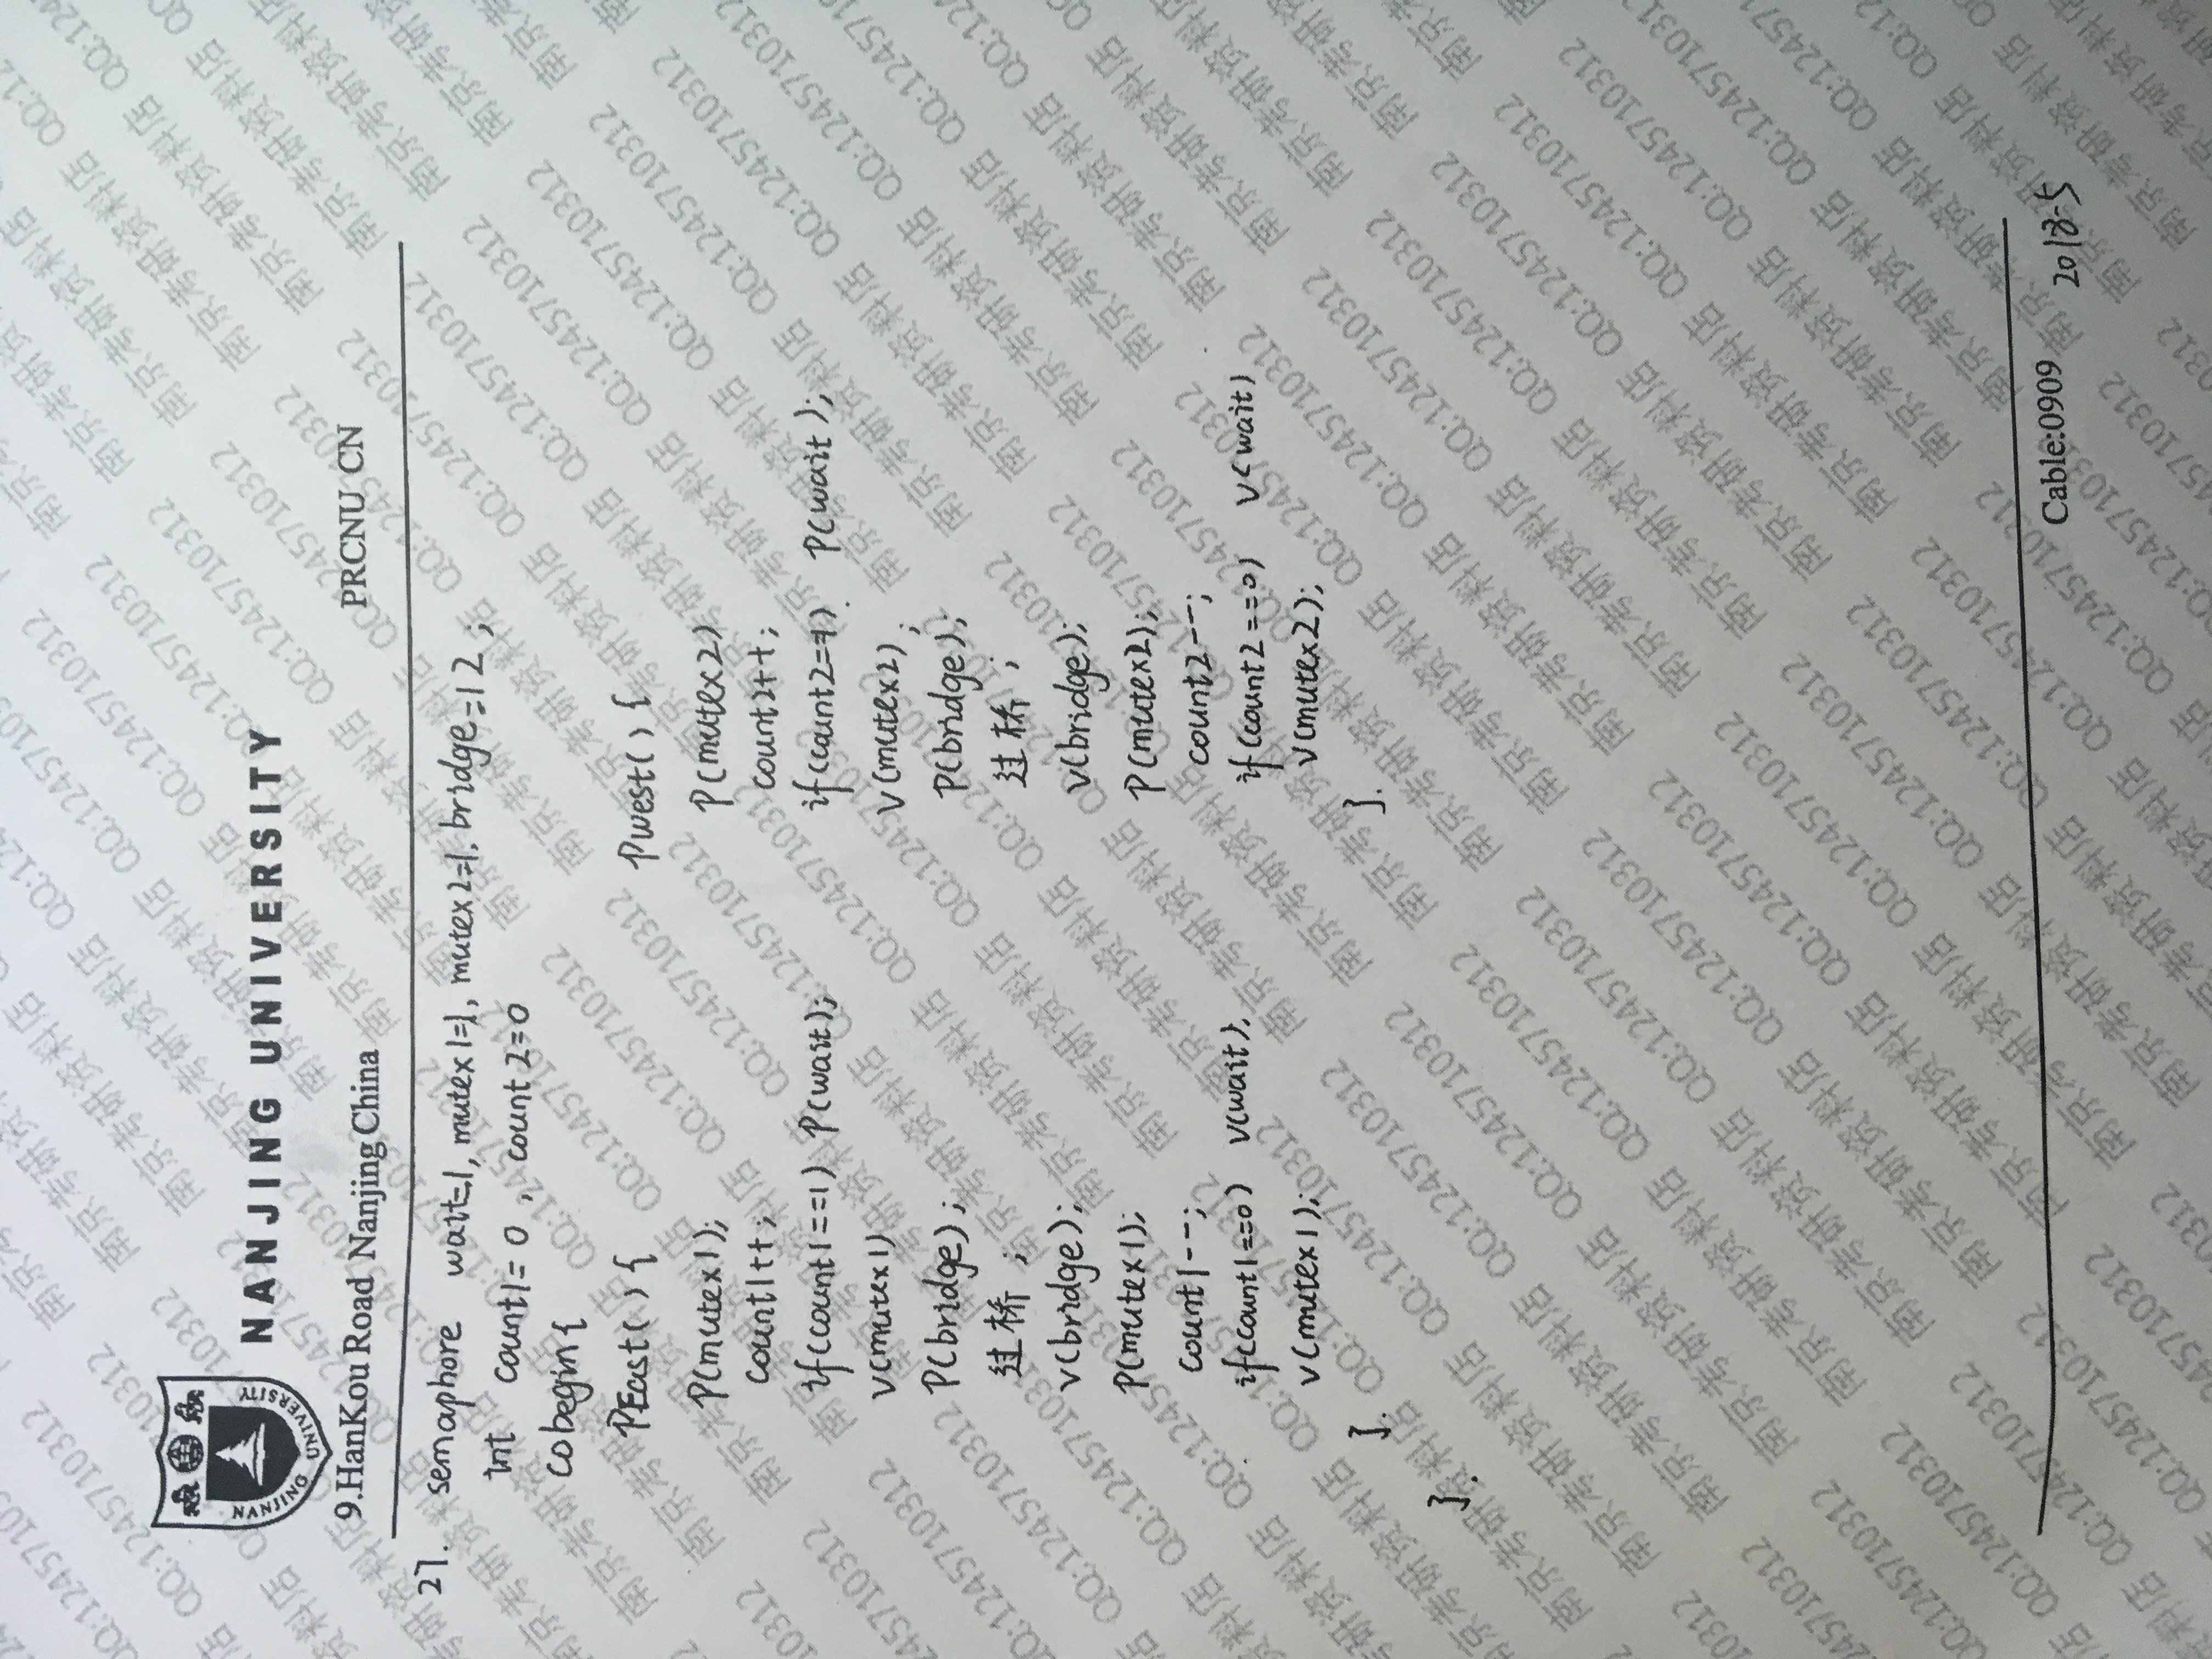 NANJING UNIVERSITY
NANJING UNIVERSITY
9.HanKou Road Nanjing China PRCNU CN
27. semaphore wait=1, mutex1=1, mutex2=1, bridge=12;
int count1=0, count2=0
cobegin{
PEast(){ Pwest(){
P(mutex1); P(mutex2)
count1++; count2++;
if(count1==1) P(wait); if(count2==1) P(wait);
V(mutex1) V(mutex2);
P(bridge); P(bridge);
过桥; 过桥;
V(bridge); V(bridge);
P(mutex1); P(mutex2);
count1--; count2--;
if(count1==0) V(wait); if(count2==0) V(wait)
V(mutex1); V(mutex2);
}. }.
}.
Cable:0909 2018-5
南京考研资料店 QQ:1245710312